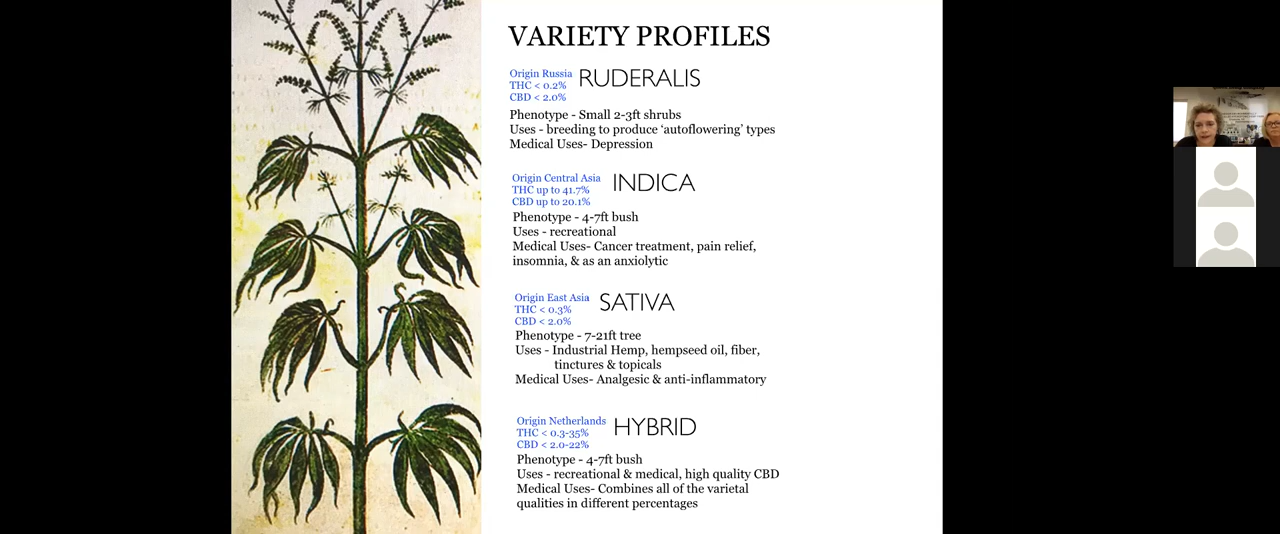 VARIETY PROFILES
Origin Russia
THC < 0.2%
CBD < 2.0%
RUDERALIS
Phenotype - Small 2-3ft shrubs
Uses - breeding to produce ‘autoflowering’ types
Medical Uses- Depression
Origin Central Asia
THC up to 41.7%
CBD up to 20.1%
INDICA
Phenotype - 4-7ft bush
Uses - recreational
Medical Uses- Cancer treatment, pain relief,
insomnia, & as an anxiolytic
Origin East Asia
THC < 0.3%
CBD < 2.0%
SATIVA
Phenotype - 7-21ft tree
Uses - Industrial Hemp, hempseed oil, fiber,
tinctures & topicals
Medical Uses- Analgesic & anti-inflammatory
Origin Netherlands
THC < 0.3-35%
CBD < 2.0-22%
HYBRID
Phenotype - 4-7ft bush
Uses - recreational & medical, high quality CBD
Medical Uses- Combines all of the varietal
qualities in different percentages